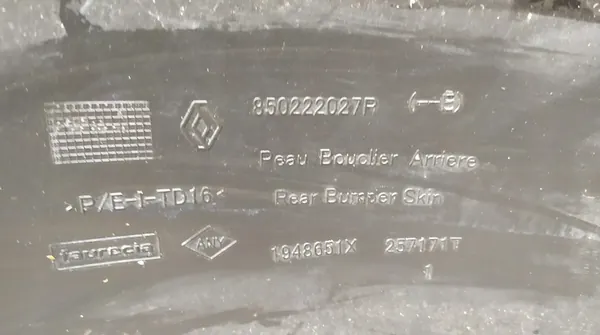 850222027R
Peau Bouclier Arriere
P/E-I-TD16
Rear Bumper Skin
faurecia
1948651X
257171T
1